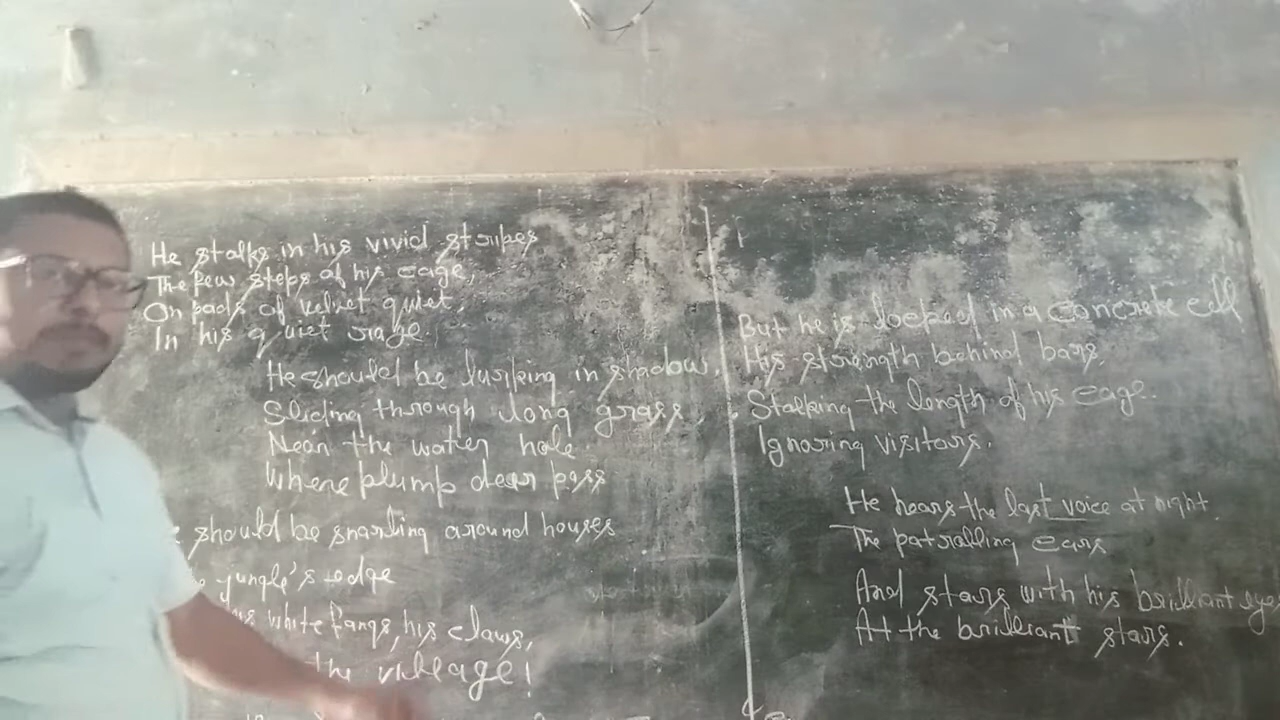 He stalks in his vivid stripes
The few steps of his cage,
On pads of velvet quiet,
In his quiet rage.
He should be lurking in shadow,
Sliding through long grass
Near the water hole
Where plump deer pass
should be snarling around houses
jungle's edge
white fangs, his claws,
the village!
But he is locked in a concrete cell
His strength behind bars,
Stalking the length of his cage.
Ignoring visitors.
He hears the last voice at night.
The patrolling cars
And stars with his brilliant eyes
At the brilliant stars.